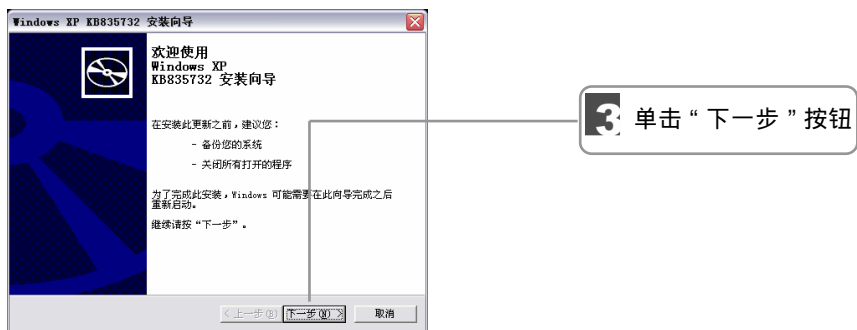 Windows XP KB835732 安装向导
欢迎使用
Windows XP
KB835732 安装向导
在安装此更新之前，建议您：
- 备份您的系统
- 关闭所有打开的程序
为了完成此安装，Windows 可能需要在此向导完成之后
重新启动。
继续请按“下一步”。
<上一步(B) 下一步(N)> 取消
3 单击“下一步”按钮